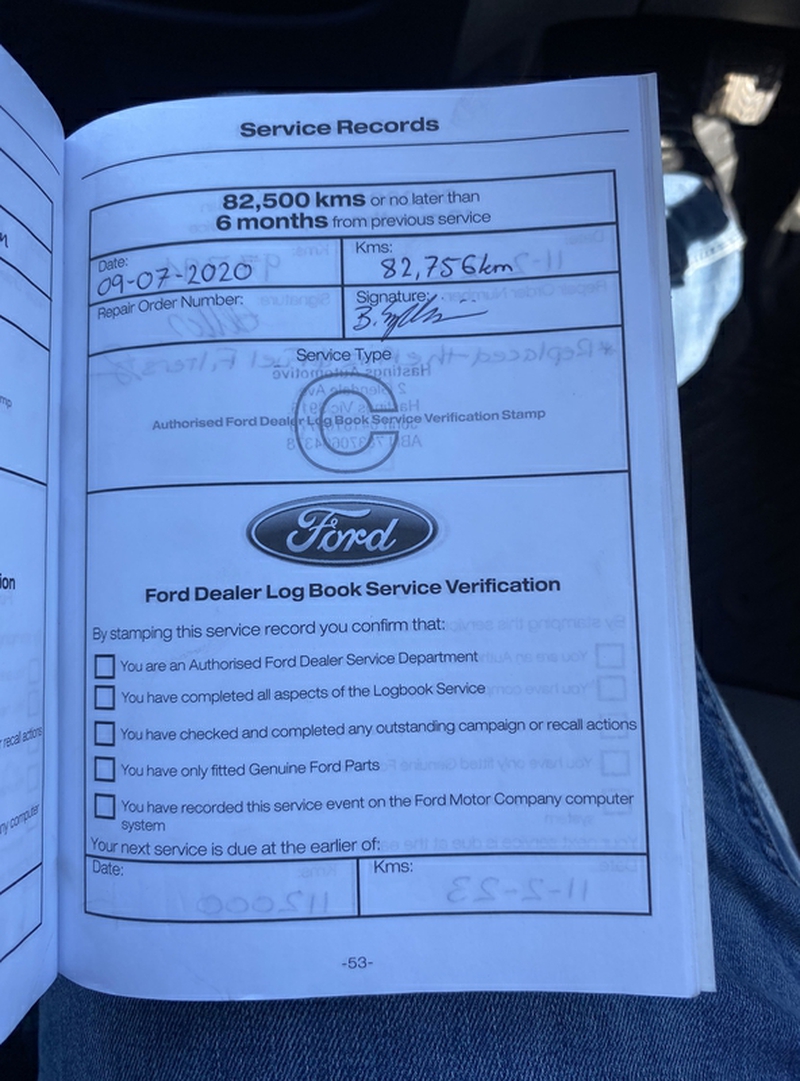 Service Records
82,500 kms or no later than
6 months from previous service
Date:
09-07-2020
Kms:
82,756km
Repair Order Number:
Signature:
Service Type
C
Authorised Ford Dealer Log Book Service Verification Stamp
Ford
Ford Dealer Log Book Service Verification
By stamping this service record you confirm that:
You are an Authorised Ford Dealer Service Department
You have completed all aspects of the Logbook Service
You have checked and completed any outstanding campaign or recall actions
You have only fitted Genuine Ford Parts
You have recorded this service event on the Ford Motor Company computer
system
Your next service is due at the earlier of:
Date:
Kms:
-53-
recall actions
computer